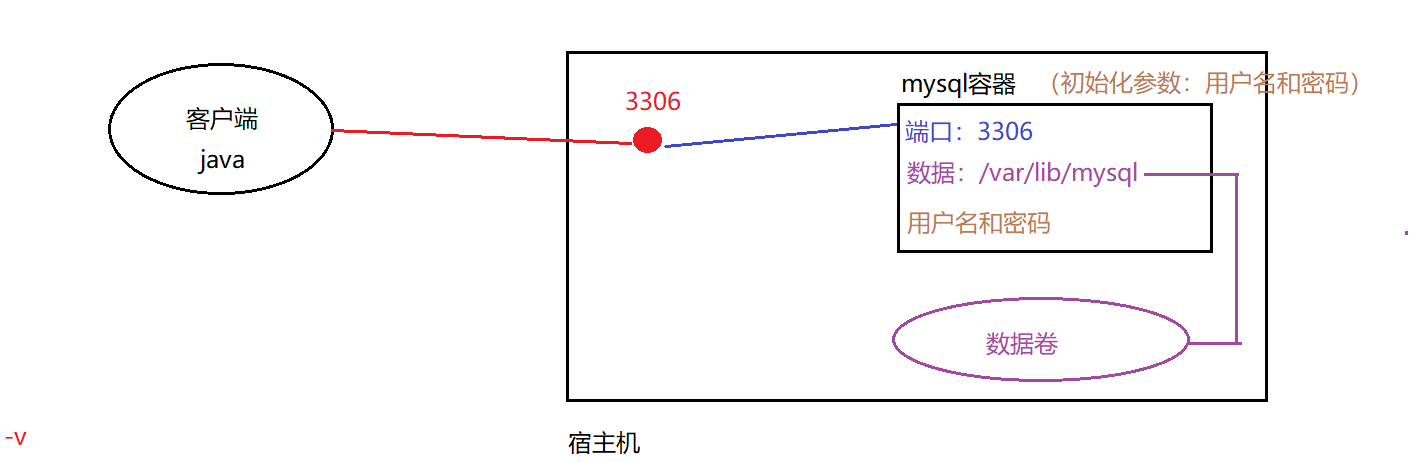 客户端
java
3306
mysql容器
（初始化参数：用户名和密码）
端口：3306
数据：/var/lib/mysql
用户名和密码
数据卷
-v
宿主机